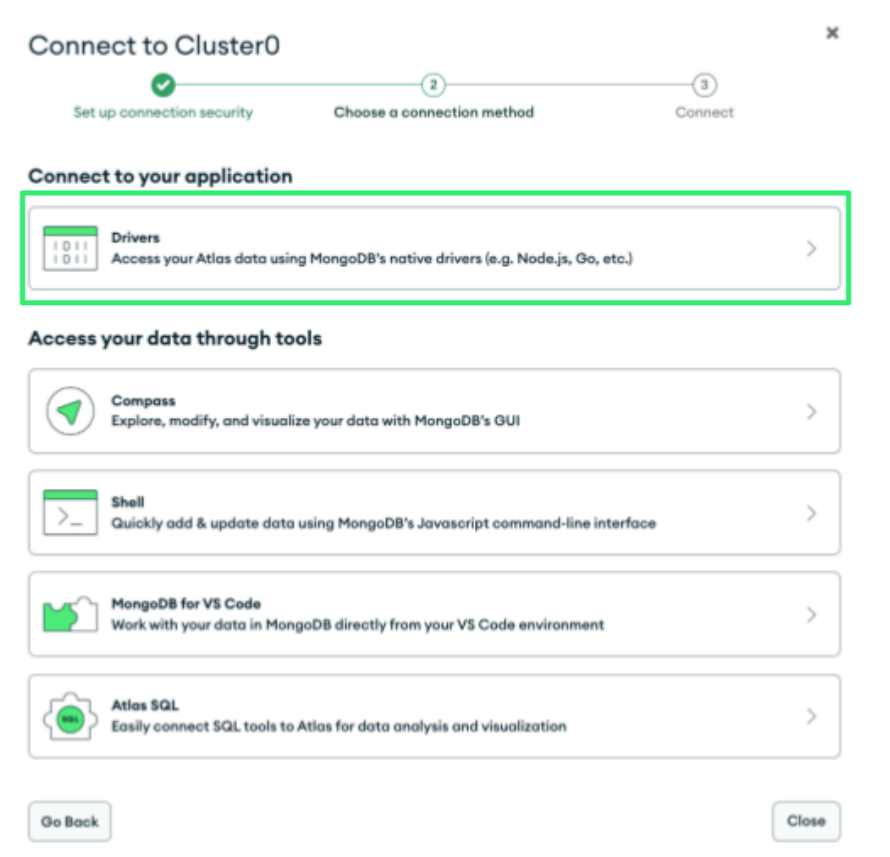 Connect to Cluster0
×
2
3
Set up connection security
Choose a connection method
Connect
Connect to your application
1011
1011
Drivers
Access your Atlas data using MongoDB's native drivers (e.g. Node.js, Go, etc.)
Access your data through tools
Compass
Explore, modify, and visualize your data with MongoDB's GUI
>_
Shell
Quickly add & update data using MongoDB's Javascript command-line interface
MongoDB for VS Code
Work with your data in MongoDB directly from your VS Code environment
SQL
Atlas SQL
Easily connect SQL tools to Atlas for data analysis and visualization
Go Back
Close